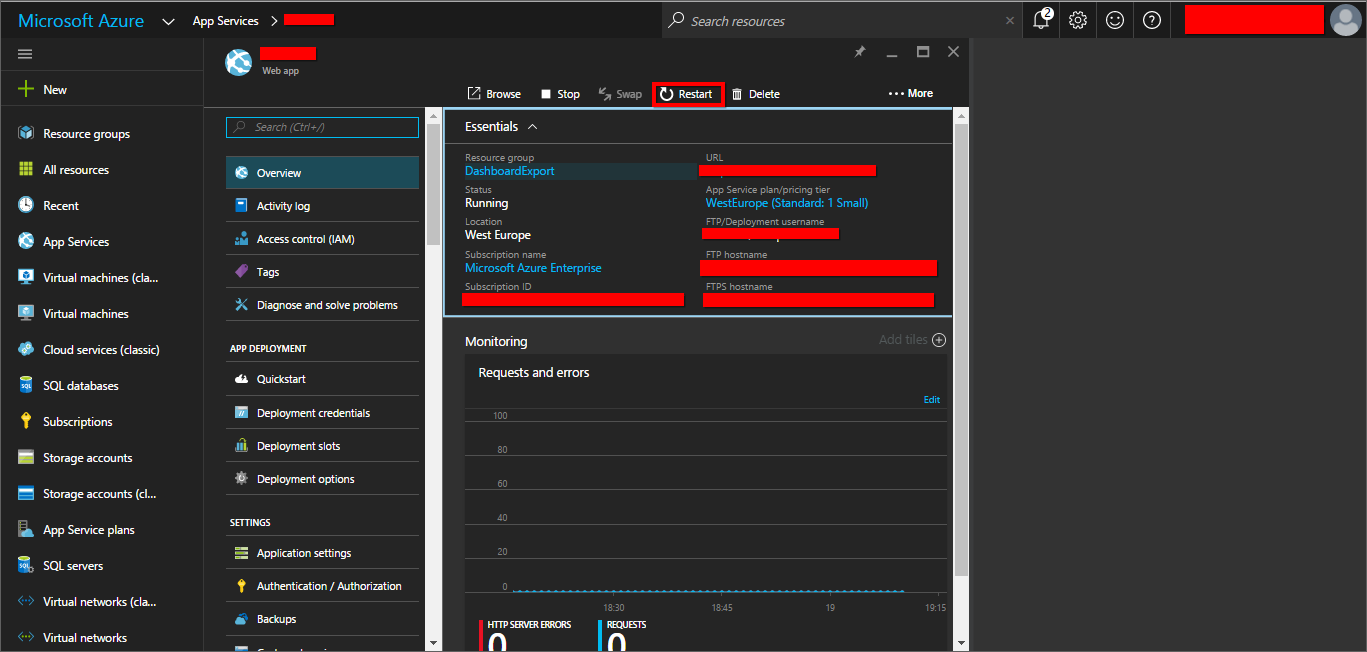 Microsoft Azure App Services Search resources 2
Web app
New
Browse Stop Swap Restart Delete More
Search (Ctrl+/)
Essentials
Resource groups
All resources
Recent
App Services
Virtual machines (cla...
Virtual machines
Cloud services (classic)
SQL databases
Subscriptions
Storage accounts
Storage accounts (cl...
App Service plans
SQL servers
Virtual networks (cla...
Virtual networks
Overview
Activity log
Access control (IAM)
Tags
Diagnose and solve problems
APP DEPLOYMENT
Quickstart
Deployment credentials
Deployment slots
Deployment options
SETTINGS
Application settings
Authentication / Authorization
Backups
Resource group
DashboardExport
Status
Running
Location
West Europe
Subscription name
Microsoft Azure Enterprise
Subscription ID
URL
App Service plan/pricing tier
WestEurope (Standard: 1 Small)
FTP/Deployment username
FTP hostname
FTPS hostname
Monitoring Add tiles
Requests and errors
Edit
100
80
60
40
20
0
18:30 18:45 19 19:15
HTTP SERVER ERRORS
0
REQUESTS
0